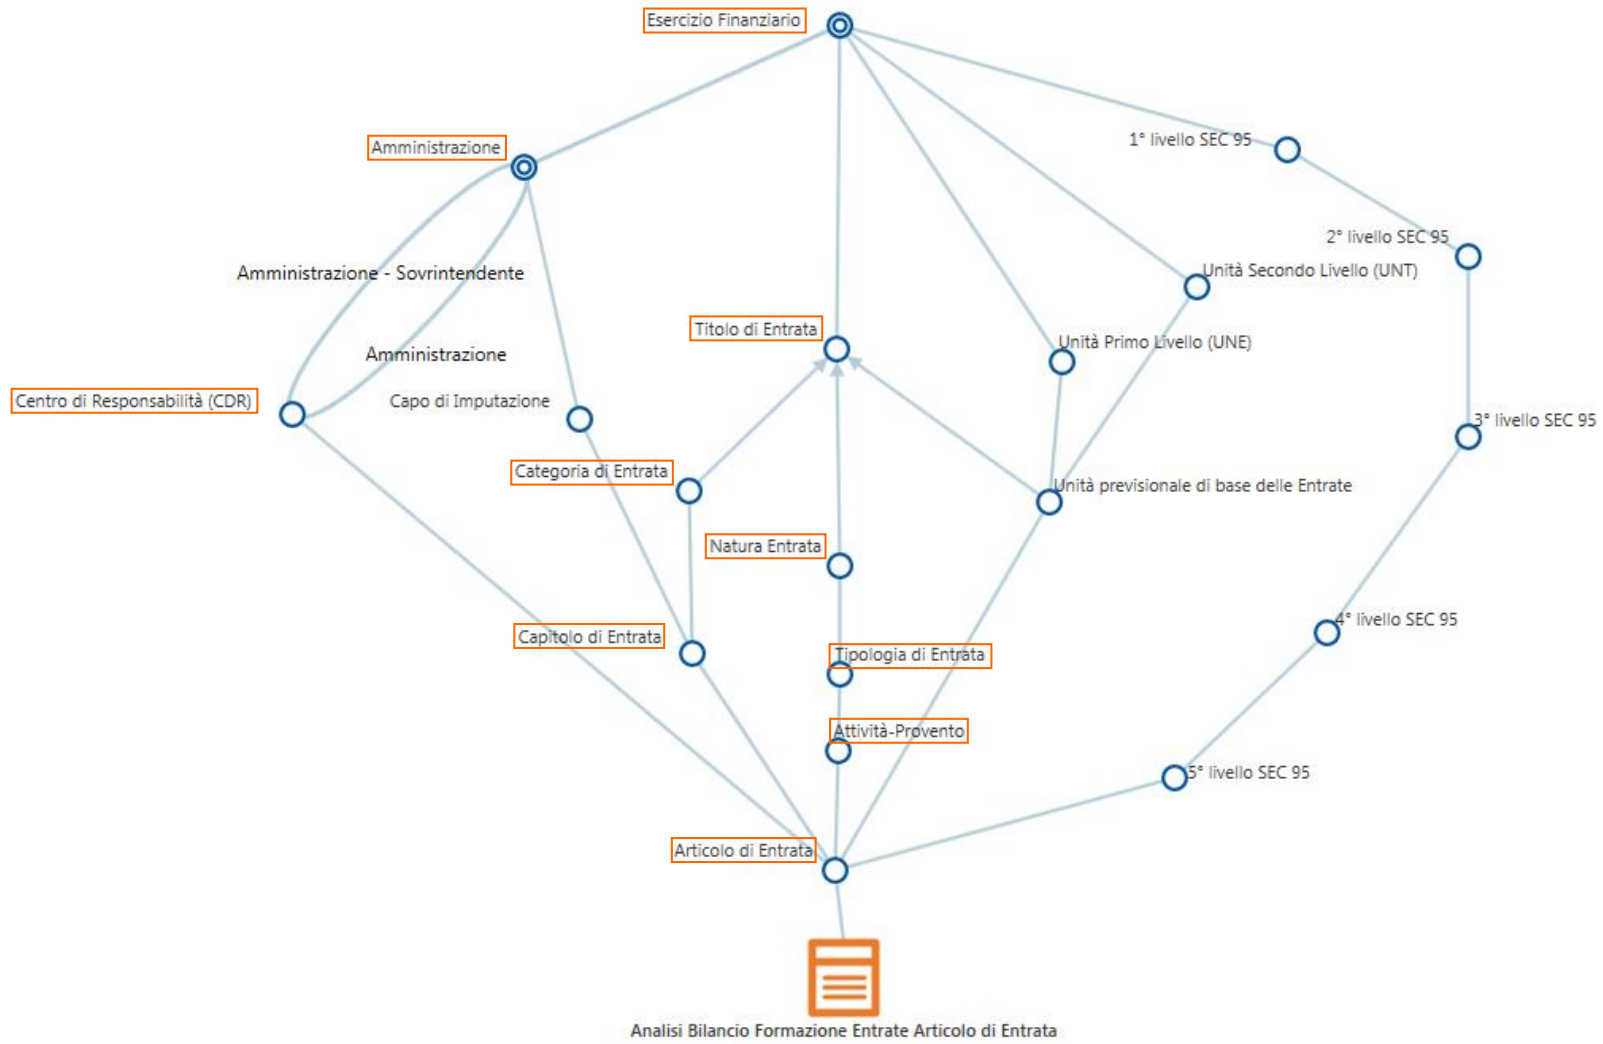 Esercizio Finanziario
1° livello SEC 95
Amministrazione
2° livello SEC 95
Amministrazione - Sovrintendente
Unità Secondo Livello (UNT)
Titolo di Entrata
Unità Primo Livello (UNE)
Amministrazione
Centro di Responsabilità (CDR)
Capo di Imputazione
3° livello SEC 95
Categoria di Entrata
Unità previsionale di base delle Entrate
Natura Entrata
4° livello SEC 95
Capitolo di Entrata
Tipologia di Entrata
Attività-Provento
5° livello SEC 95
Articolo di Entrata
Analisi Bilancio Formazione Entrate Articolo di Entrata